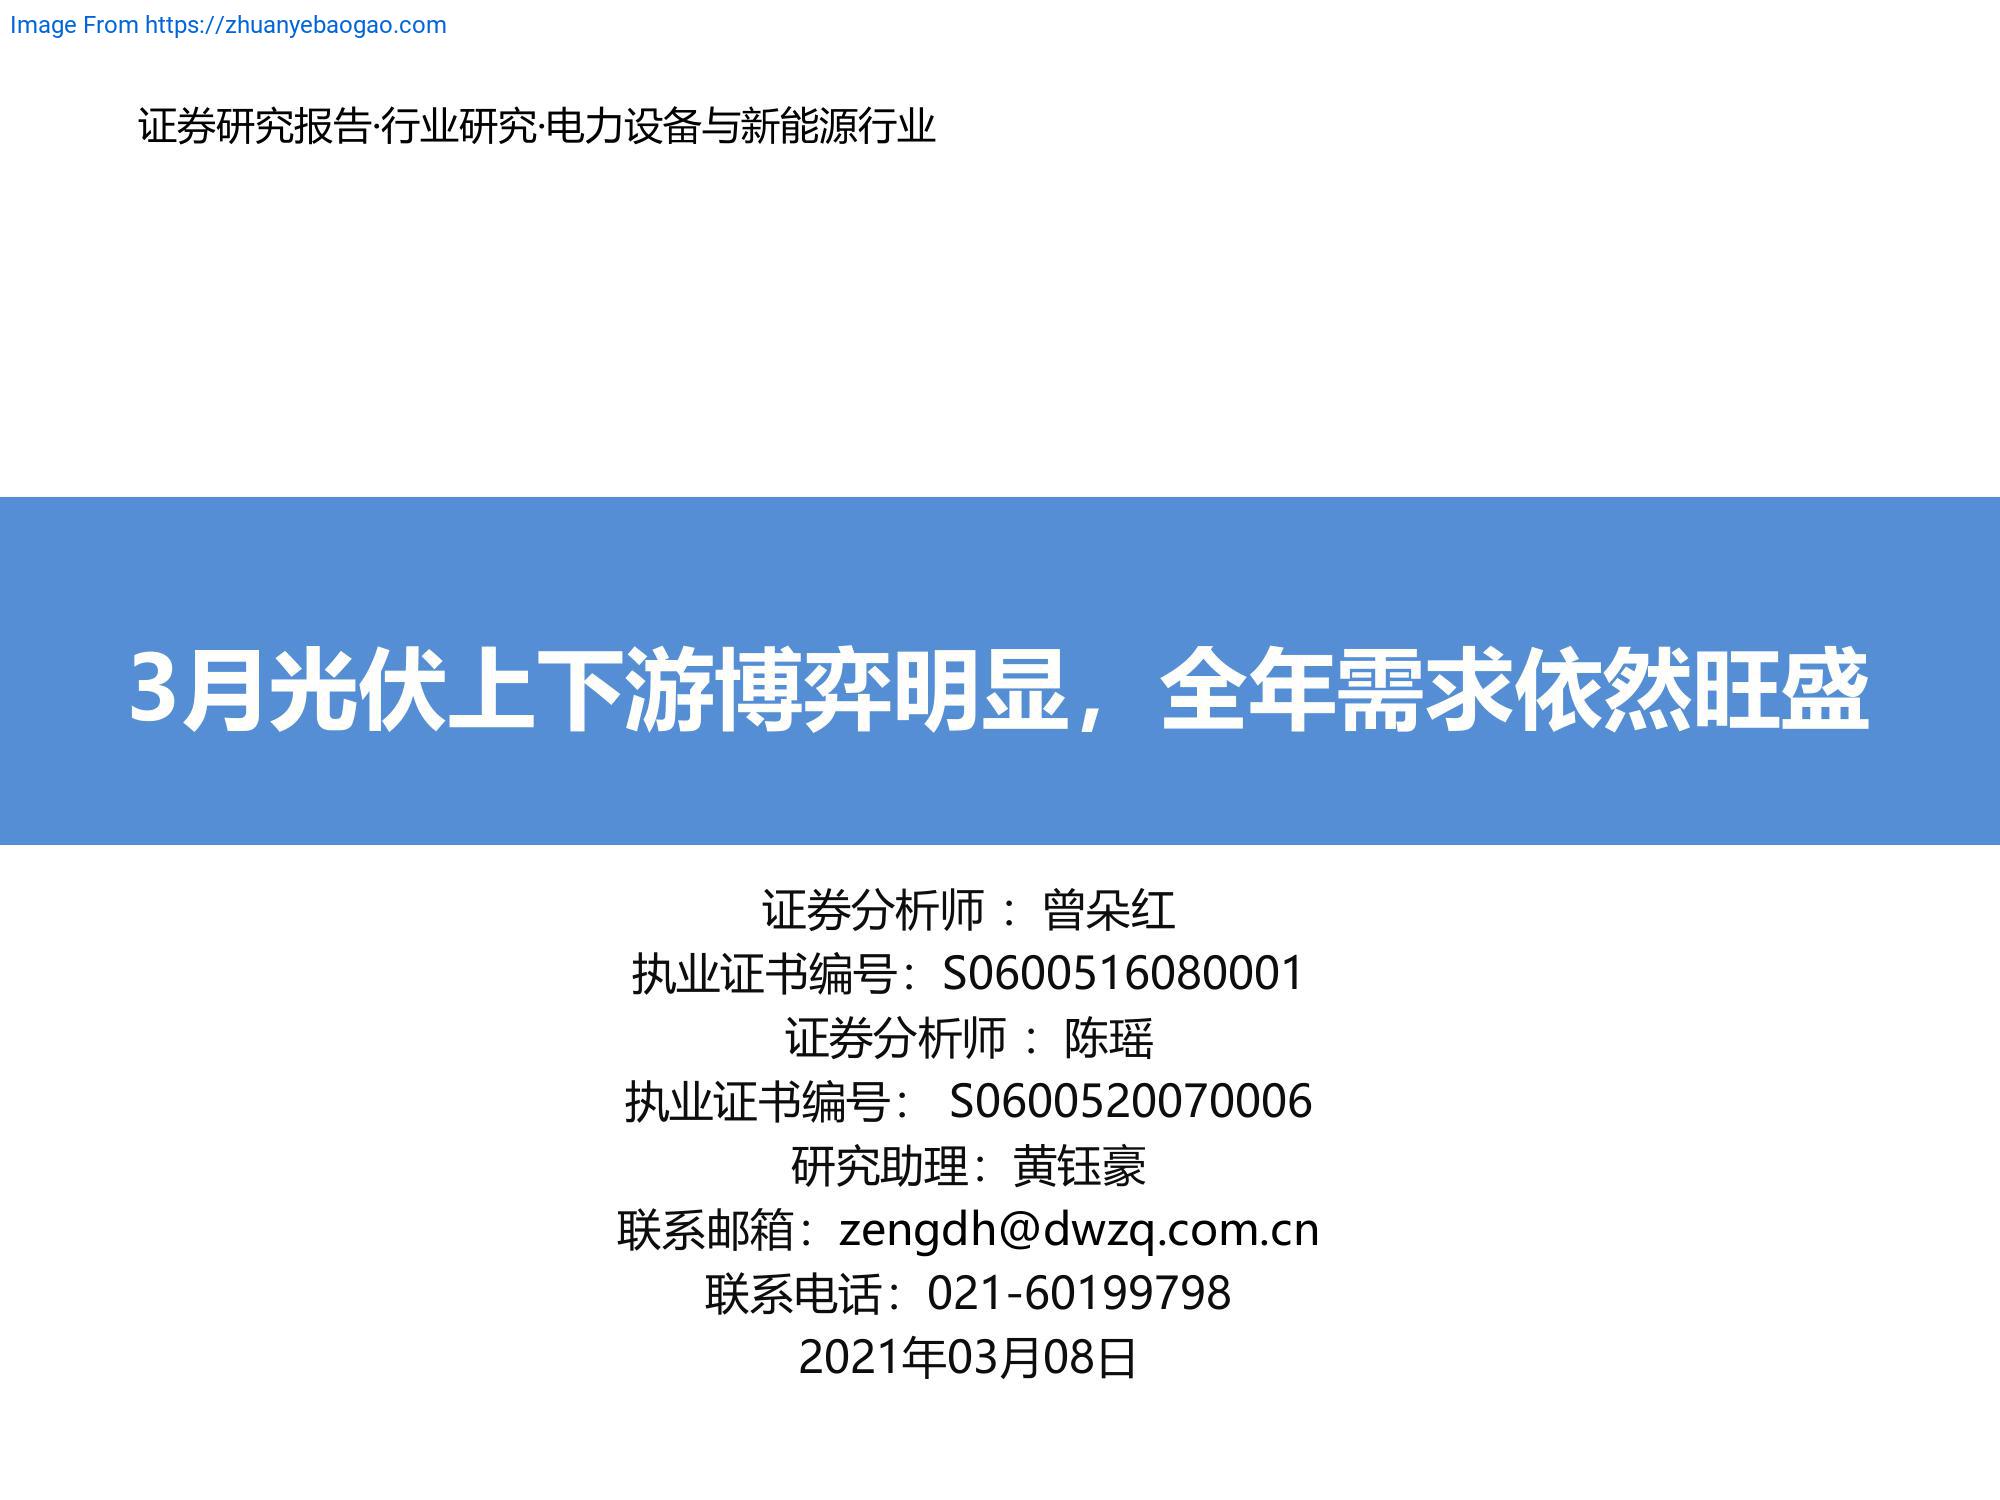 Image From https://zhuanyebaogao.com
证券研究报告·行业研究·电力设备与新能源行业
3月光伏上下游博弈明显，全年需求依然旺盛
证券分析师 ：曾朵红
执业证书编号：S0600516080001
证券分析师 ：陈瑶
执业证书编号： S0600520070006
研究助理：黄钰豪
联系邮箱：zengdh@dwzq.com.cn
联系电话：021-60199798
2021年03月08日